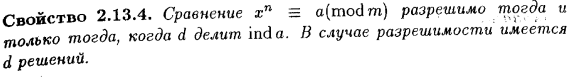 Свойство 2.13.4. Сравнение xⁿ ≡ a(mod m) разрешимо тогда и
только тогда, когда d делит ind a. В случае разрешимости имеется
d решений.